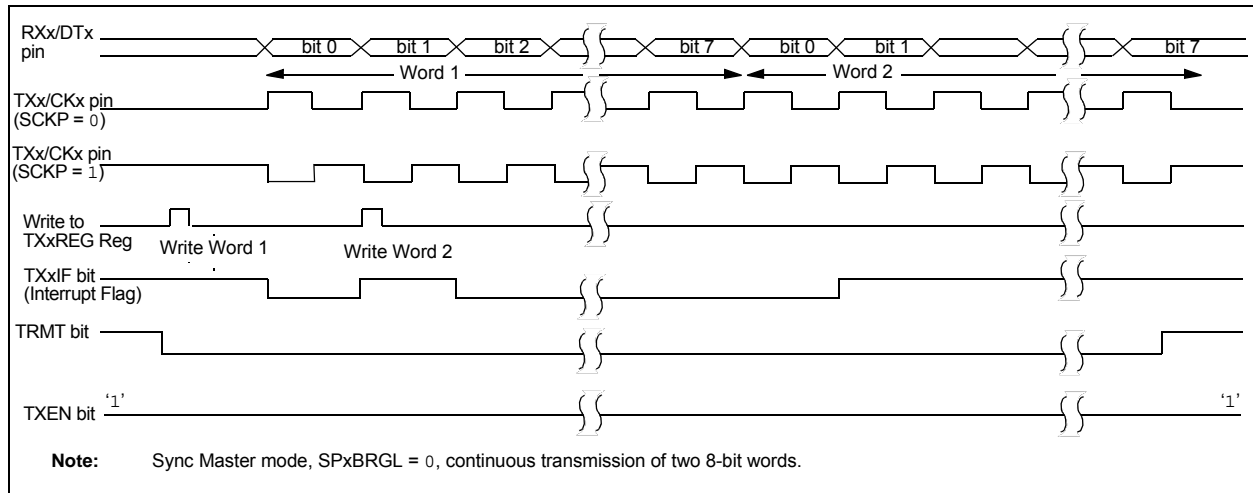 RXx/DTx
pin
bit 0 bit 1 bit 2 bit 7 bit 0 bit 1 bit 7
Word 1 Word 2
TXx/CKx pin
(SCKP = 0)
TXx/CKx pin
(SCKP = 1)
Write to
TXxREG Reg
Write Word 1 Write Word 2
TXxIF bit
(Interrupt Flag)
TRMT bit
TXEN bit ‘1’ ‘1’
Note: Sync Master mode, SPxBRGL = 0, continuous transmission of two 8-bit words.